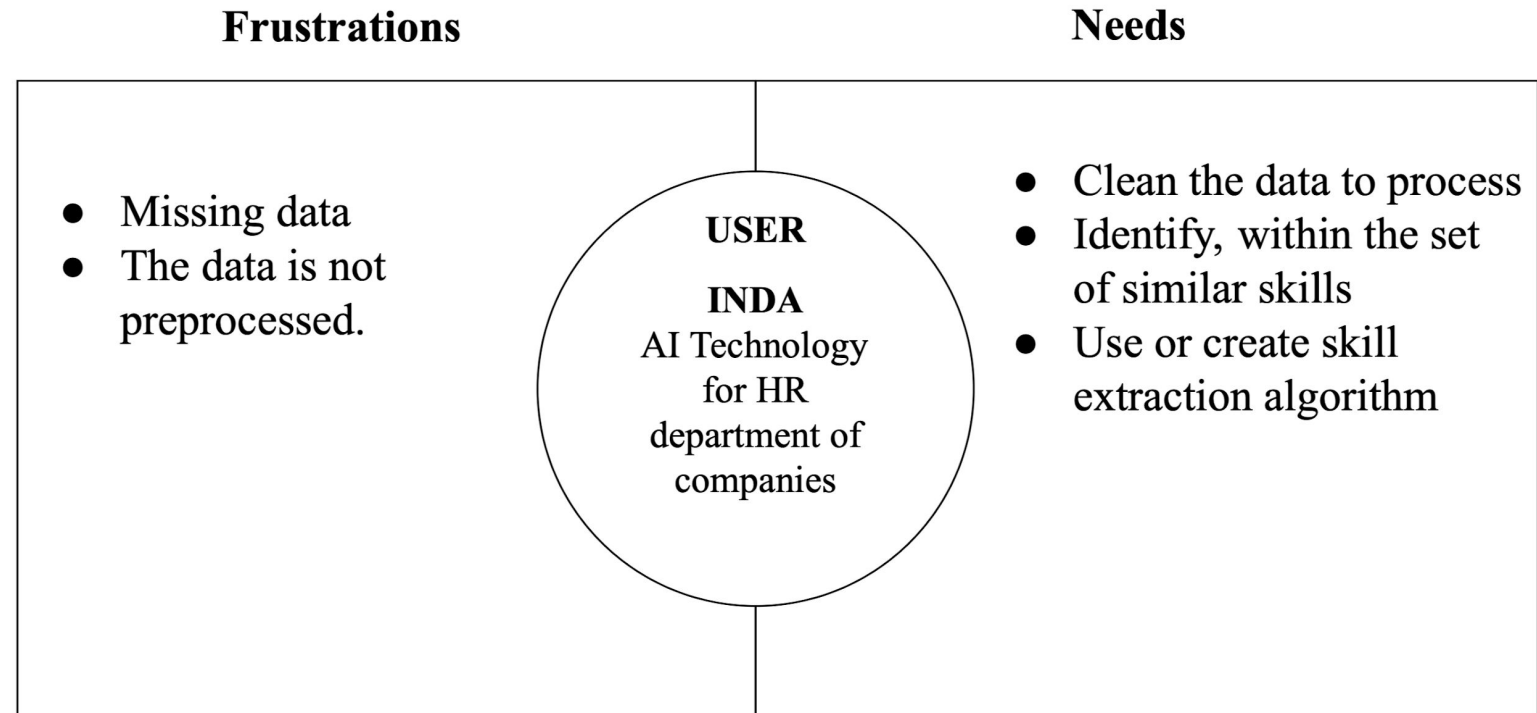 Frustrations
Needs
● Missing data
● The data is not
preprocessed.
USER
INDA
AI Technology
for HR
department of
companies
● Clean the data to process
● Identify, within the set
of similar skills
● Use or create skill
extraction algorithm